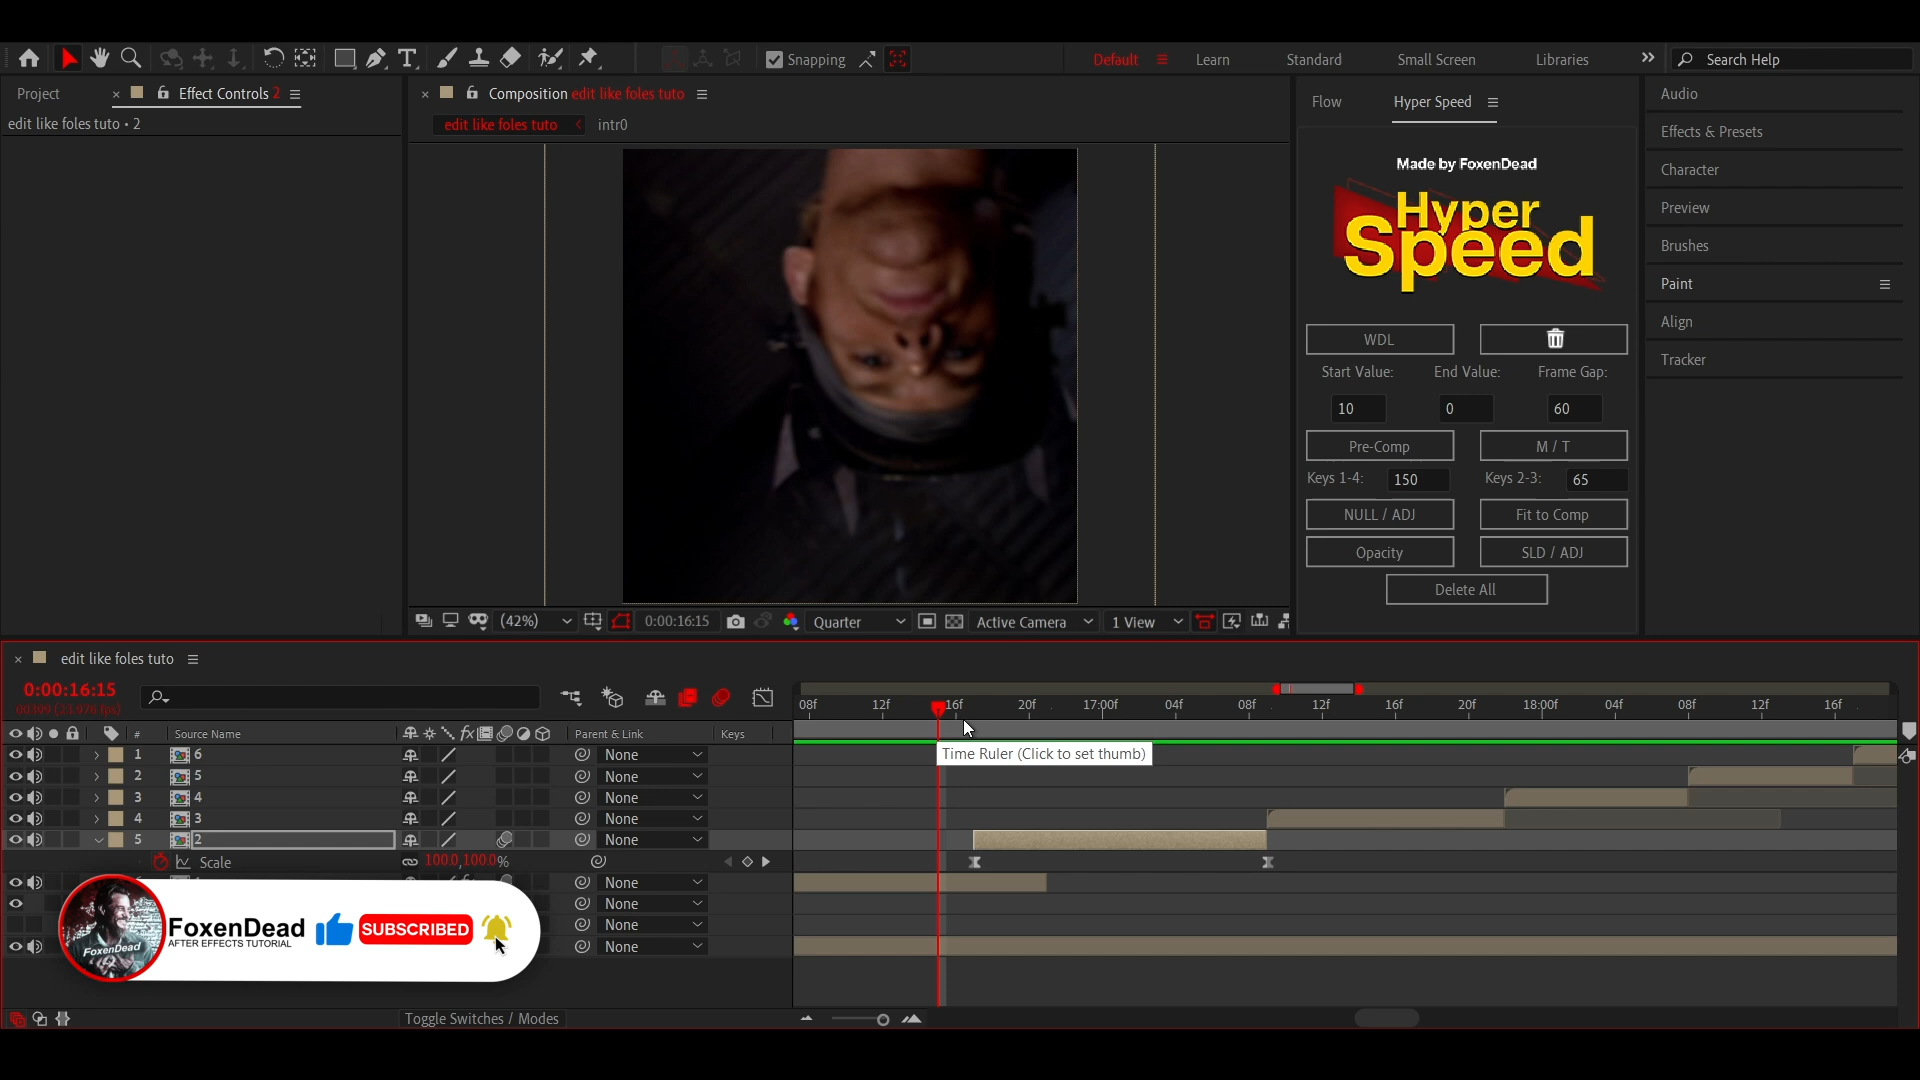 Snapping
Default
Learn
Standard
Small Screen
Libraries
Search Help
Project
Effect Controls 2
edit like foles tuto • 2
Composition edit like foles tuto
edit like foles tuto
intr0
Flow
Hyper Speed
Made by FoxenDead
Hyper
Speed
WDL
Start Value:
End Value:
Frame Gap:
10
0
60
Pre-Comp
M / T
Keys 1-4:
150
Keys 2-3:
65
NULL / ADJ
Fit to Comp
Opacity
SLD / ADJ
Delete All
Audio
Effects & Presets
Character
Preview
Brushes
Paint
Align
Tracker
(42%)
0:00:16:15
Quarter
Active Camera
1 View
edit like foles tuto
0:00:16:15
00399 (23.976 fps)
08f
12f
16f
20f
17:00f
04f
08f
12f
16f
20f
18:00f
04f
08f
12f
16f
# Source Name
Parent & Link
Keys
Time Ruler (Click to set thumb)
1 6 None
2 5 None
3 4 None
4 3 None
5 2 None
Scale 100.0,100.0%
None
None
None
None
FoxenDead
AFTER EFFECTS TUTORIAL
SUBSCRIBED
FoxenDead
Toggle Switches / Modes